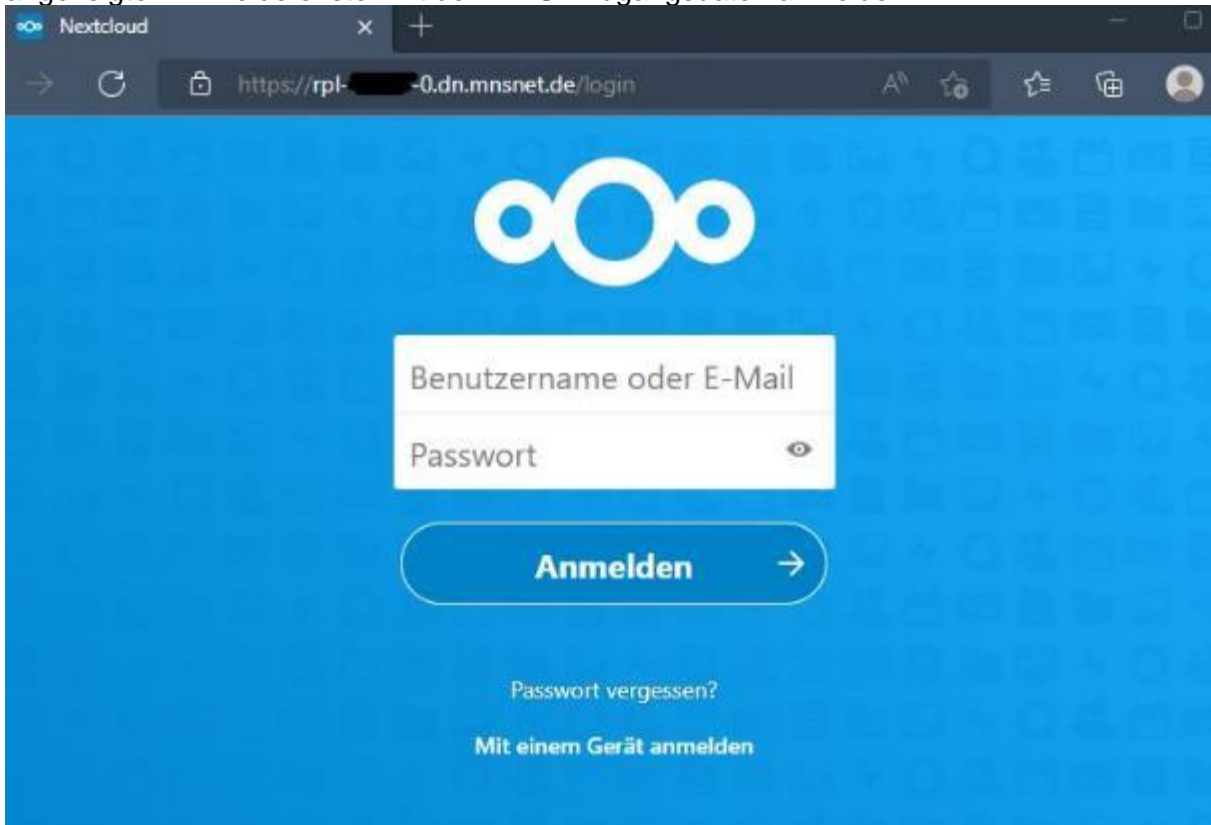 Nextcloud
https://rpl- -0.dn.mnsnet.de/login
Benutzername oder E-Mail
Passwort
Anmelden
Passwort vergessen?
Mit einem Gerät anmelden